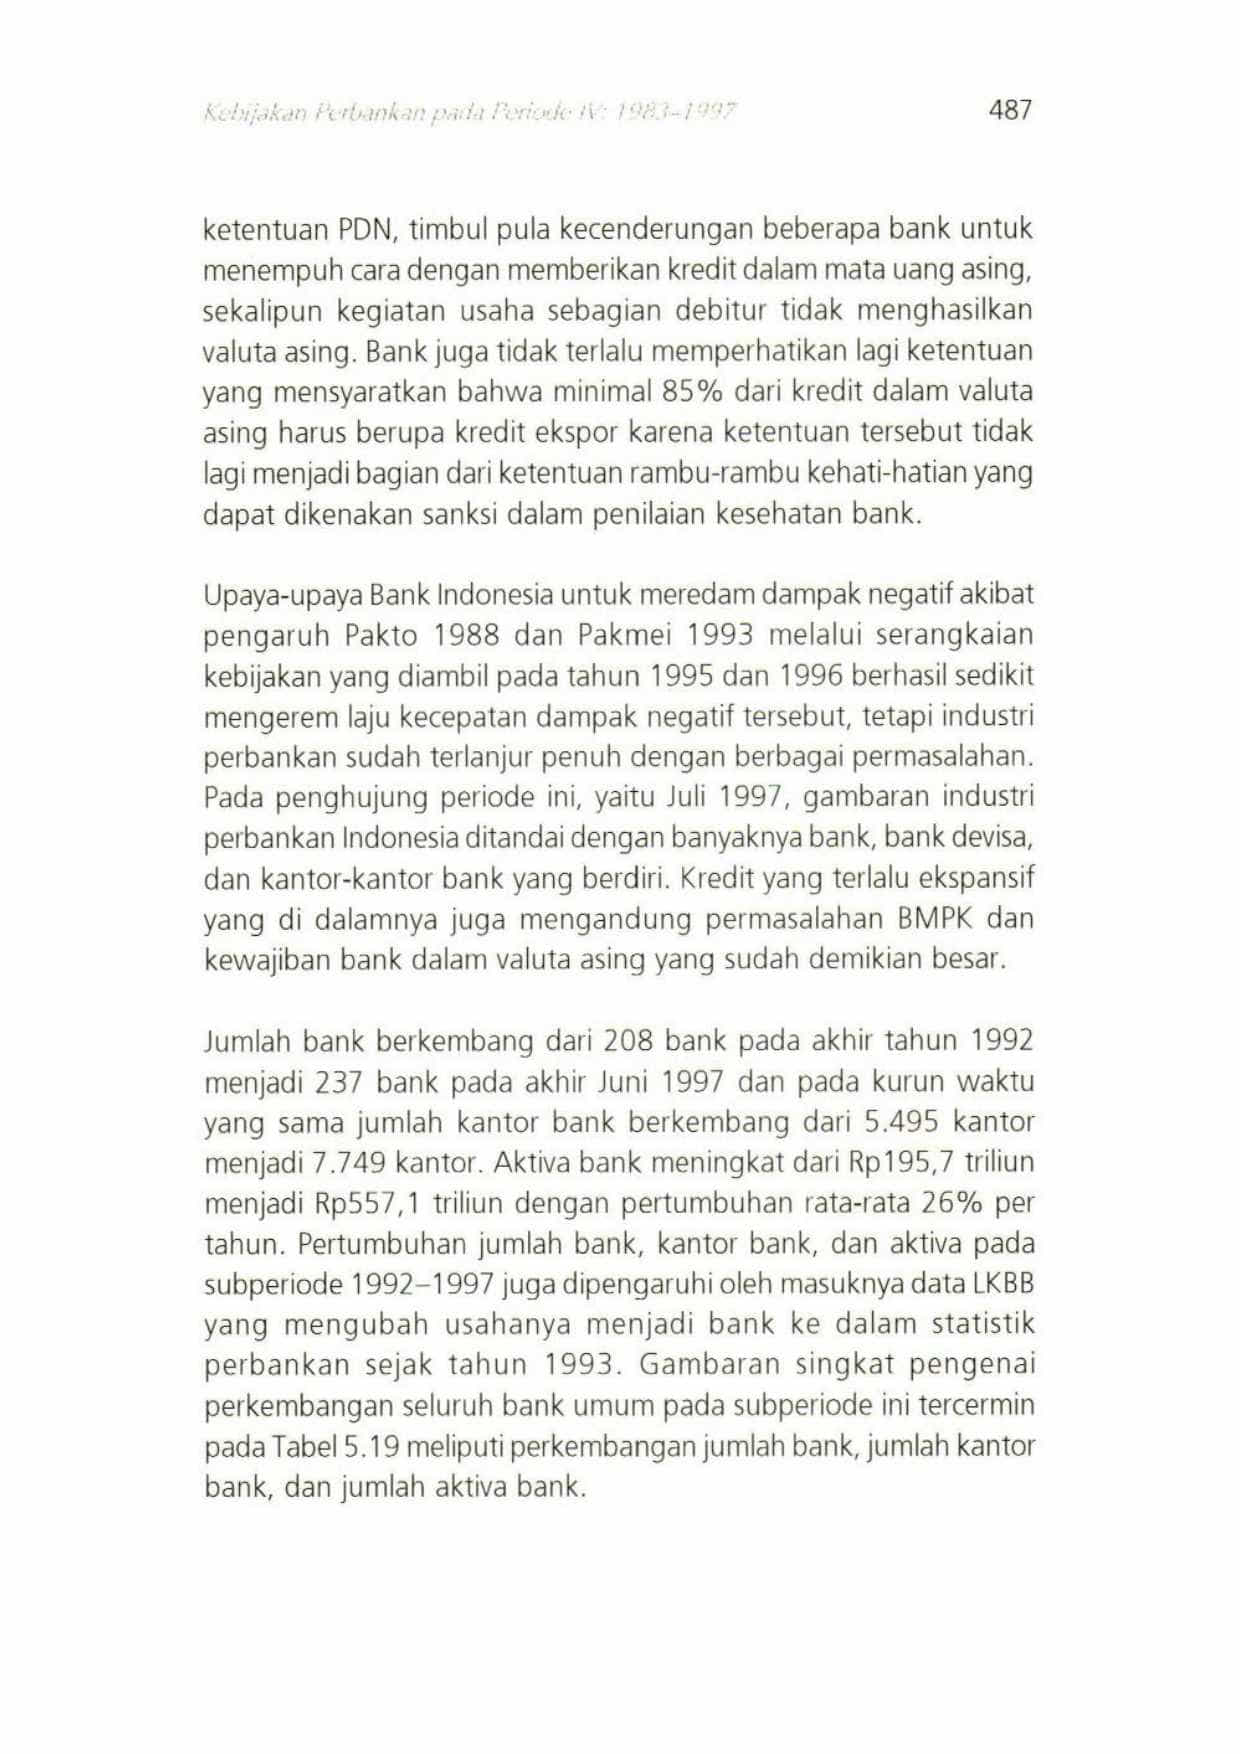 Kebijakan Perbankan pada Periode IV: 1983–1997 487
ketentuan PDN, timbul pula kecenderungan beberapa bank untuk
menempuh cara dengan memberikan kredit dalam mata uang asing,
sekalipun kegiatan usaha sebagian debitur tidak menghasilkan
valuta asing. Bank juga tidak terlalu memperhatikan lagi ketentuan
yang mensyaratkan bahwa minimal 85% dari kredit dalam valuta
asing harus berupa kredit ekspor karena ketentuan tersebut tidak
lagi menjadi bagian dari ketentuan rambu-rambu kehati-hatian yang
dapat dikenakan sanksi dalam penilaian kesehatan bank.
Upaya-upaya Bank Indonesia untuk meredam dampak negatif akibat
pengaruh Pakto 1988 dan Pakmei 1993 melalui serangkaian
kebijakan yang diambil pada tahun 1995 dan 1996 berhasil sedikit
mengerem laju kecepatan dampak negatif tersebut, tetapi industri
perbankan sudah terlanjur penuh dengan berbagai permasalahan.
Pada penghujung periode ini, yaitu Juli 1997, gambaran industri
perbankan Indonesia ditandai dengan banyaknya bank, bank devisa,
dan kantor-kantor bank yang berdiri. Kredit yang terlalu ekspansif
yang di dalamnya juga mengandung permasalahan BMPK dan
kewajiban bank dalam valuta asing yang sudah demikian besar.
Jumlah bank berkembang dari 208 bank pada akhir tahun 1992
menjadi 237 bank pada akhir Juni 1997 dan pada kurun waktu
yang sama jumlah kantor bank berkembang dari 5.495 kantor
menjadi 7.749 kantor. Aktiva bank meningkat dari Rp195,7 triliun
menjadi Rp557,1 triliun dengan pertumbuhan rata-rata 26% per
tahun. Pertumbuhan jumlah bank, kantor bank, dan aktiva pada
subperiode 1992–1997 juga dipengaruhi oleh masuknya data LKBB
yang mengubah usahanya menjadi bank ke dalam statistik
perbankan sejak tahun 1993. Gambaran singkat pengenai
perkembangan seluruh bank umum pada subperiode ini tercermin
pada Tabel 5.19 meliputi perkembangan jumlah bank, jumlah kantor
bank, dan jumlah aktiva bank.